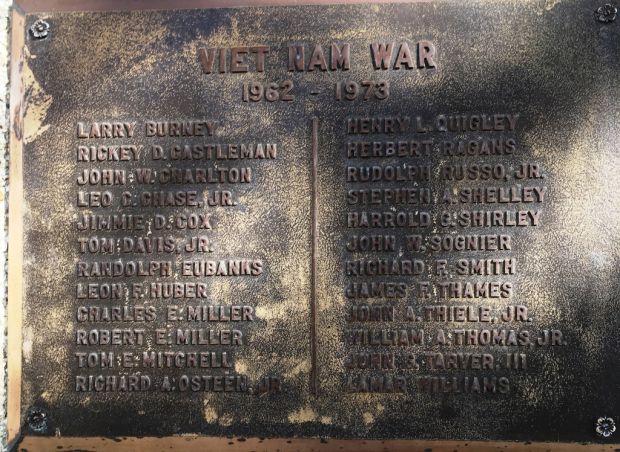 VIET NAM WAR
1962 - 1973
LARRY BURNEY
RICKEY D. CASTLEMAN
JOHN W. CHARLTON
LEO C. CHASE, JR.
JIMMIE D. COX
TOM DAVIS, JR.
RANDOLPH EUBANKS
LEON F. HUBER
CHARLES E. MILLER
ROBERT E. MILLER
TOM E. MITCHELL
RICHARD A. OSTEEN, JR.
HENRY L. QUIGLEY
HERBERT RAGANS
RUDOLPH RUSSO, JR.
STEPHEN A. SHELLEY
HARROLD G. SHIRLEY
JOHN W. SOGNIER
RICHARD F. SMITH
JAMES F. THAMES
JOHN A. THIELE, JR.
WILLIAM A. THOMAS, JR.
JOHN TARVER III
LAMAR WILLIAMS